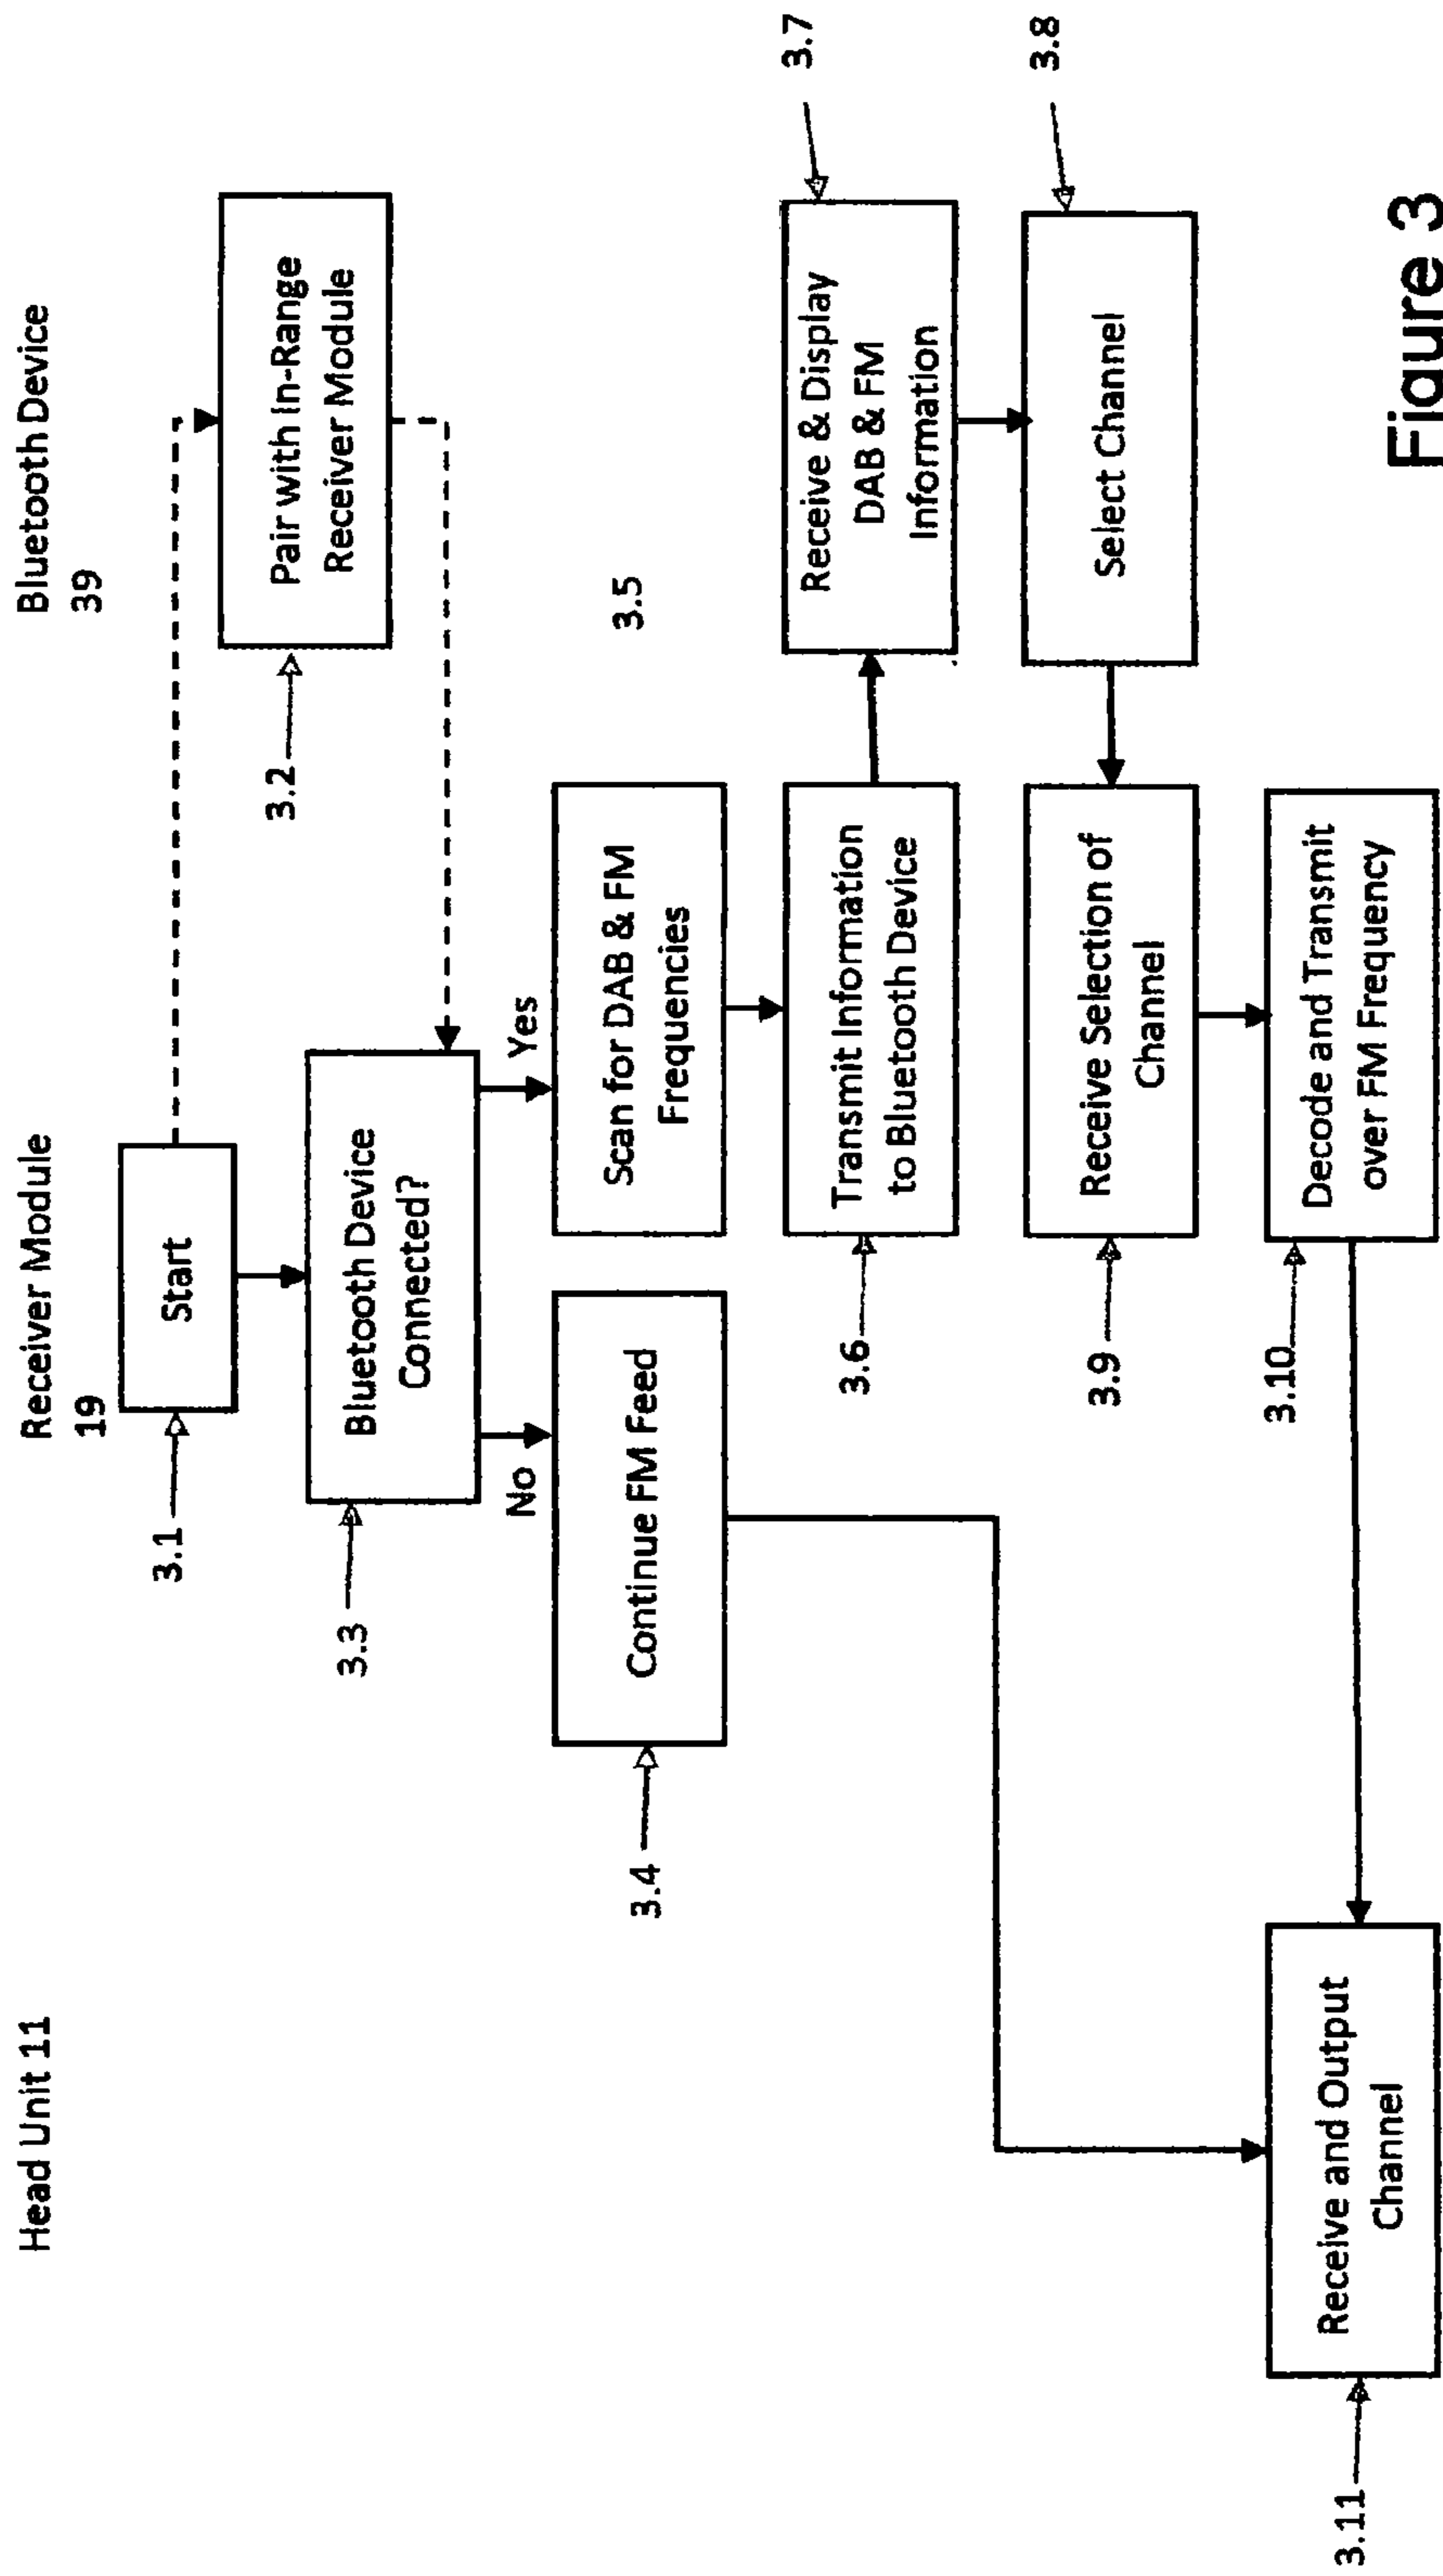 Head Unit 11
Receiver Module
19
Bluetooth Device
39
3.1
Start
3.2
Pair with In-Range
Receiver Module
3.3
Bluetooth Device
Connected?
No
Yes
3.4
Continue FM Feed
Scan for DAB & FM
Frequencies
3.5
3.6
Transmit Information
to Bluetooth Device
Receive & Display
DAB & FM
Information
3.7
3.9
Receive Selection of
Channel
Select Channel
3.8
3.11
Receive and Output
Channel
3.10
Decode and Transmit
over FM Frequency
Figure 3